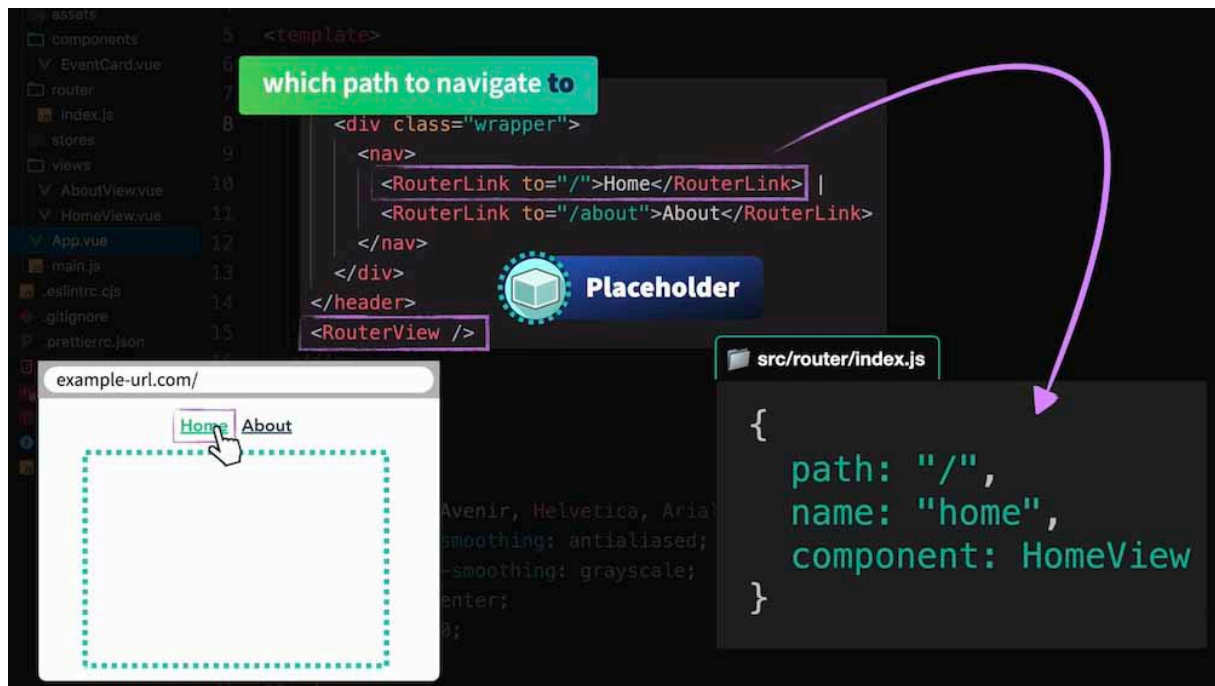 assets
components
EventCard.vue
router
index.js
stores
views
AboutView.vue
HomeView.vue
App.vue
main.js
.eslintrc.cjs
.gitignore
.prettierrc.json
5 <template>
6
7
which path to navigate to
8 <div class="wrapper">
9 <nav>
10 <RouterLink to="/">Home</RouterLink> |
11 <RouterLink to="/about">About</RouterLink>
12 </nav>
13 </div>
14 </header>
15 <RouterView />
Placeholder
example-url.com/
Home About
Avenir, Helvetica, Arial
smoothing: antialiased;
-smoothing: grayscale;
enter;
0;
src/router/index.js
{
path: "/",
name: "home",
component: HomeView
}